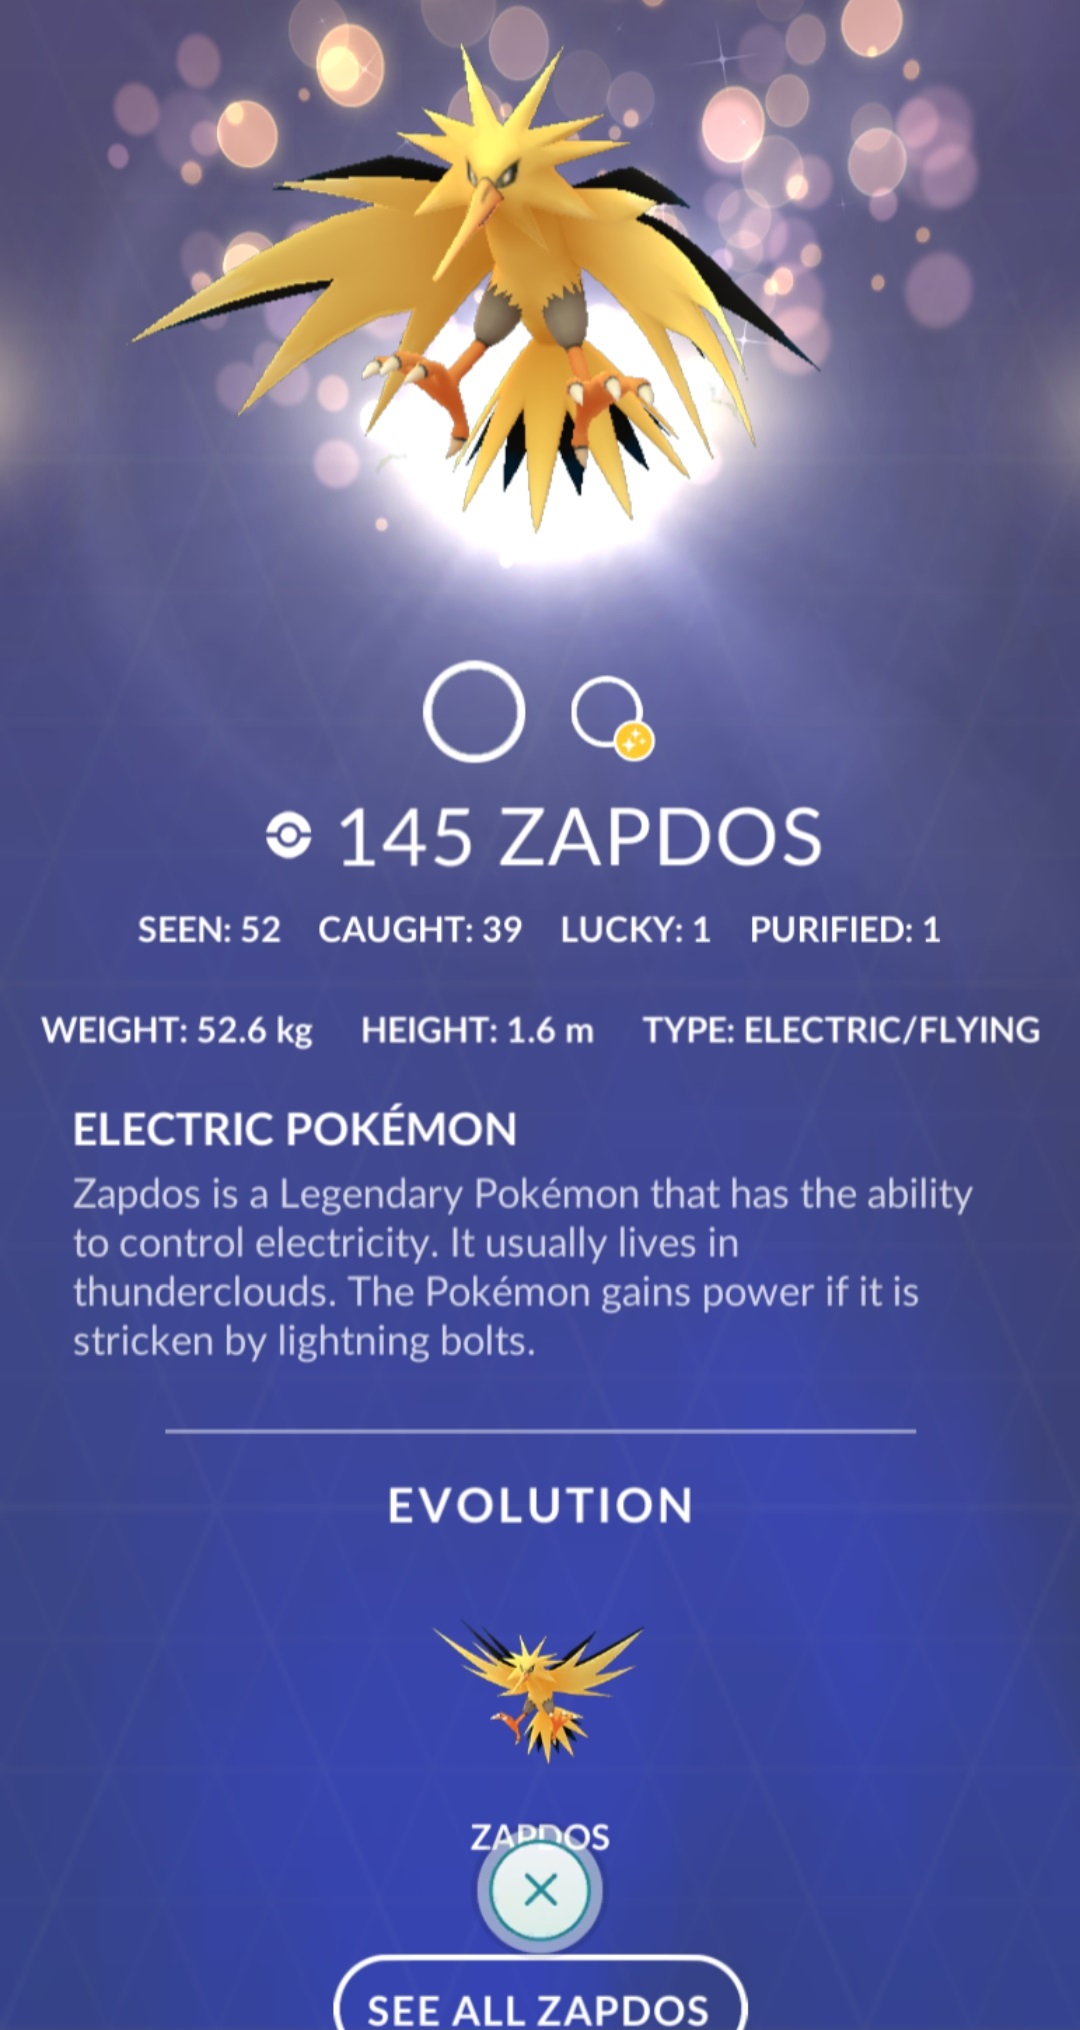 145 ZAPDOS
SEEN: 52 CAUGHT: 39 LUCKY: 1 PURIFIED: 1
WEIGHT: 52.6 kg HEIGHT: 1.6 m TYPE: ELECTRIC/FLYING
ELECTRIC POKÉMON
Zapdos is a Legendary Pokémon that has the ability
to control electricity. It usually lives in
thunderclouds. The Pokémon gains power if it is
stricken by lightning bolts.
EVOLUTION
ZAPDOS
SEE ALL ZAPDOS